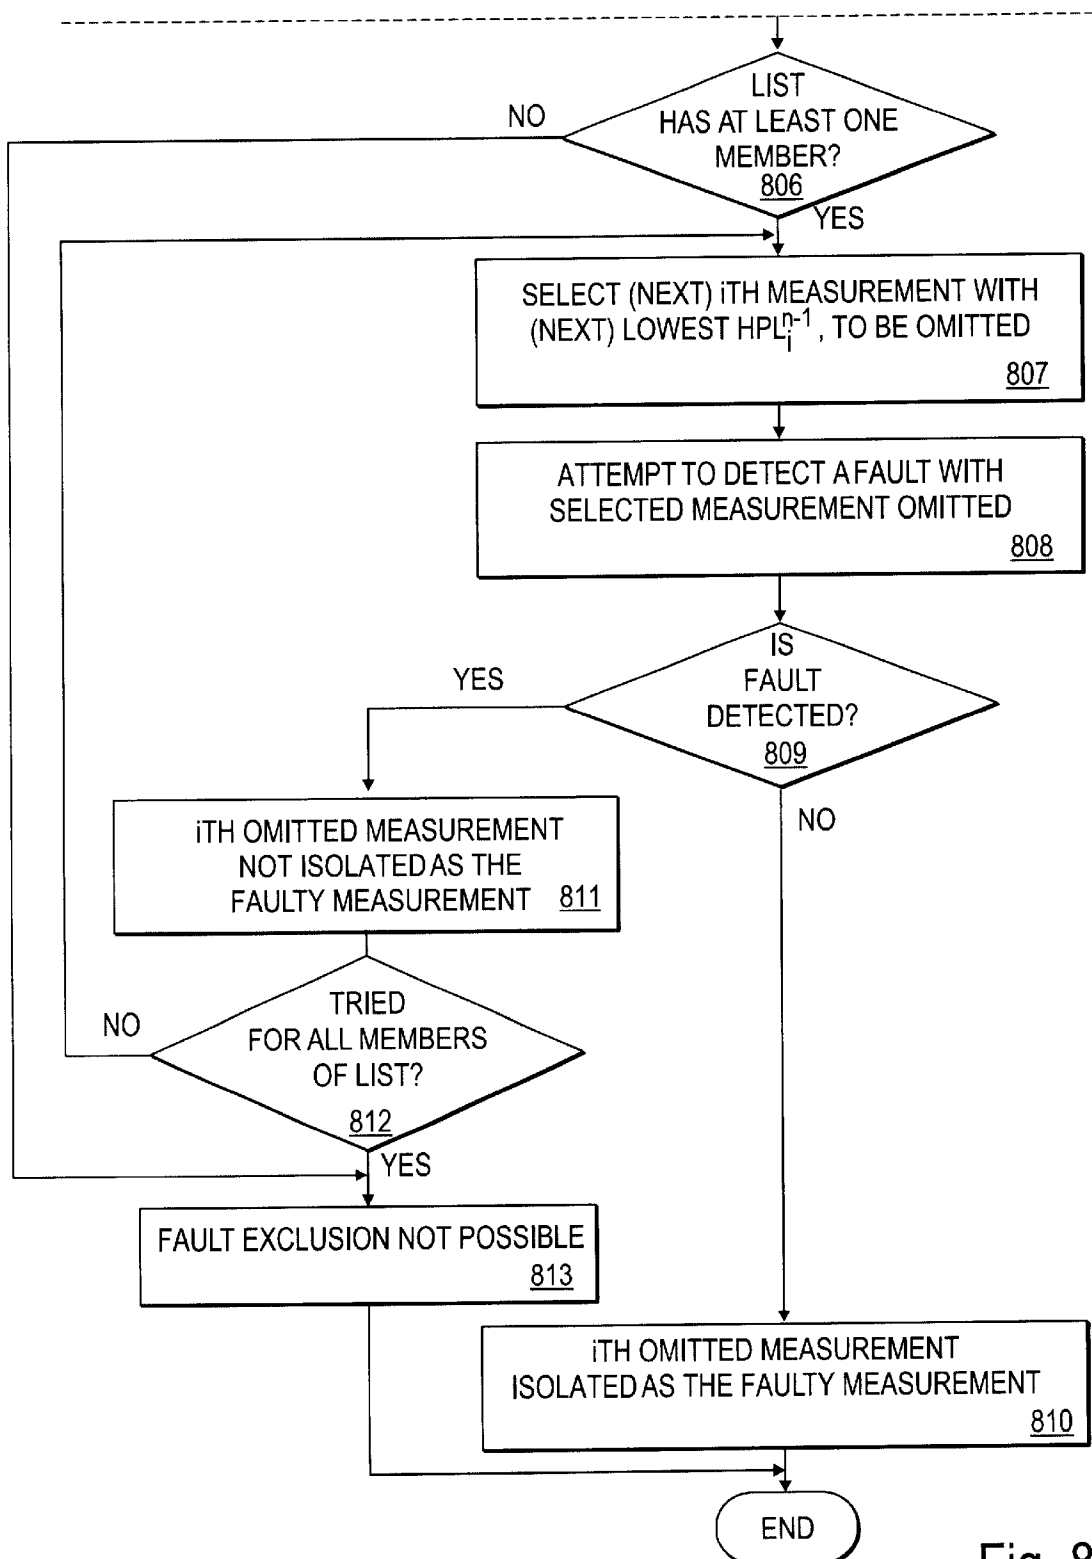 LIST
HAS AT LEAST ONE
MEMBER?
806
NO
YES
SELECT (NEXT) iTH MEASUREMENT WITH
(NEXT) LOWEST HPL_i^{n-1}, TO BE OMITTED
807
ATTEMPT TO DETECT A FAULT WITH
SELECTED MEASUREMENT OMITTED
808
IS
FAULT
DETECTED?
809
YES
NO
iTH OMITTED MEASUREMENT
NOT ISOLATED AS THE
FAULTY MEASUREMENT 811
TRIED
FOR ALL MEMBERS
OF LIST?
812
NO
YES
FAULT EXCLUSION NOT POSSIBLE
813
iTH OMITTED MEASUREMENT
ISOLATED AS THE FAULTY MEASUREMENT
810
END
Fig. 8